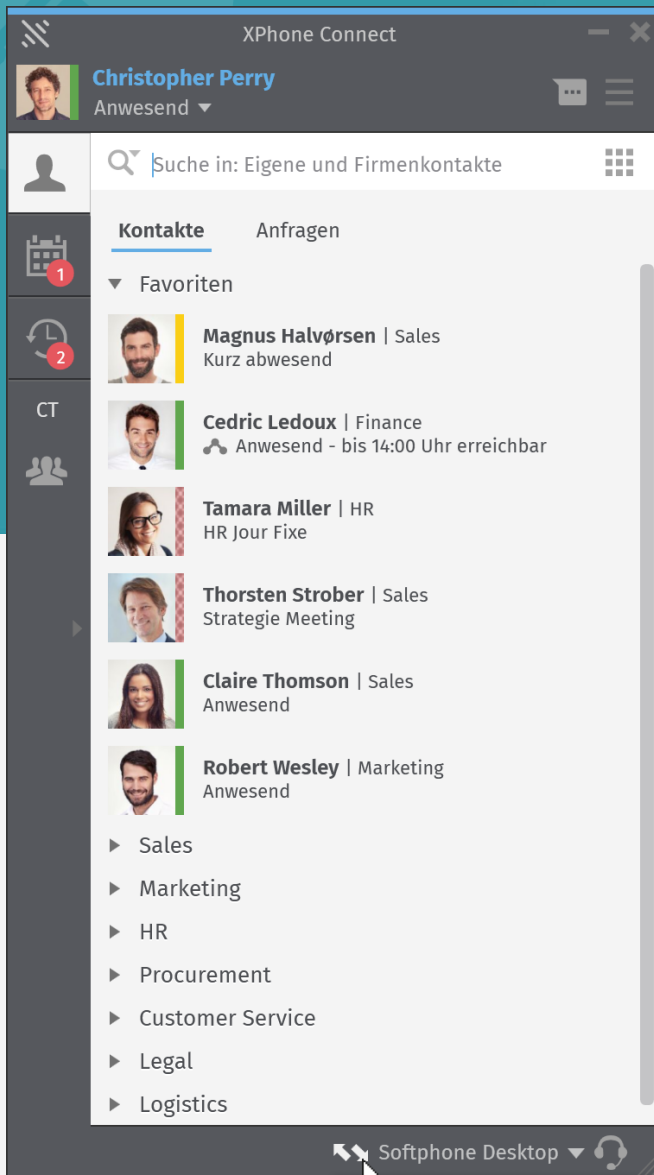 XPhone Connect
Christopher Perry
Anwesend
Suche in: Eigene und Firmenkontakte
Kontakte Anfragen
1
2
CT
Favoriten
Magnus Halvørsen | Sales
Kurz abwesend
Cedric Ledoux | Finance
Anwesend - bis 14:00 Uhr erreichbar
Tamara Miller | HR
HR Jour Fixe
Thorsten Strober | Sales
Strategie Meeting
Claire Thomson | Sales
Anwesend
Robert Wesley | Marketing
Anwesend
Sales
Marketing
HR
Procurement
Customer Service
Legal
Logistics
Softphone Desktop